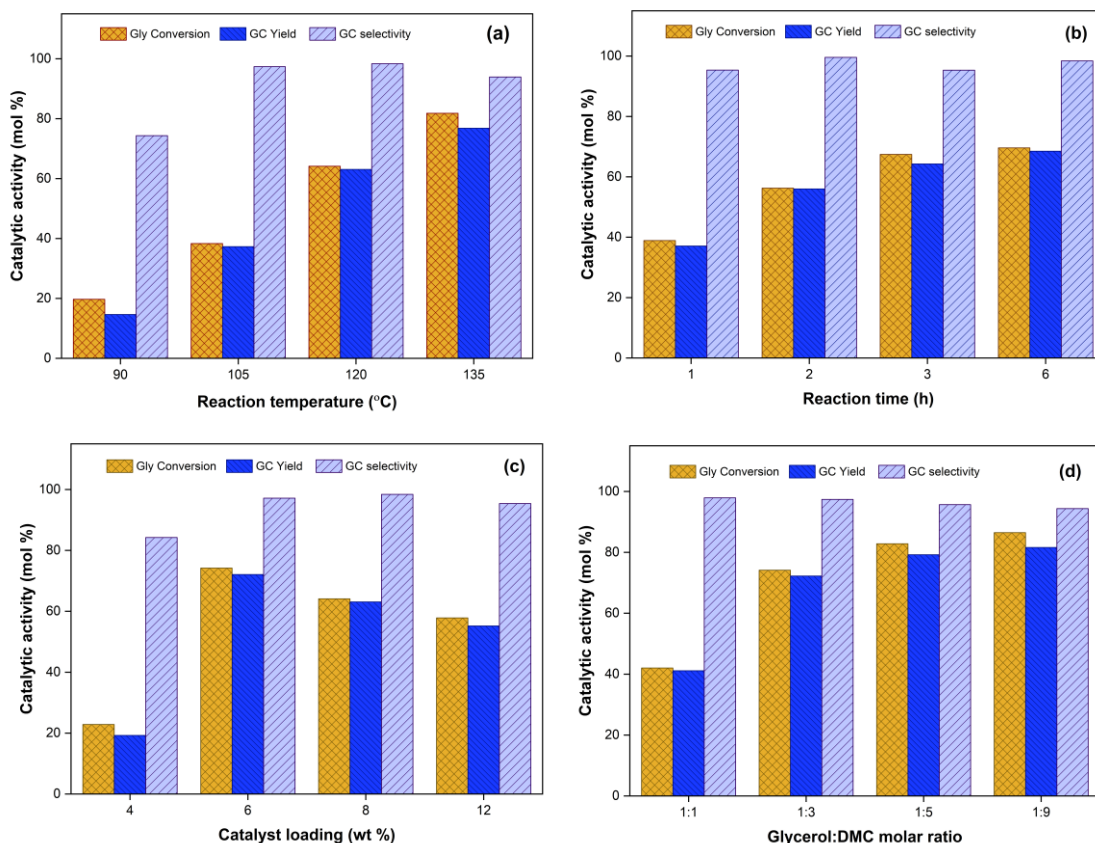 Gly Conversion GC Yield GC selectivity (a)
Catalytic activity (mol %)
100
80
60
40
20
0
90 105 120 135
Reaction temperature (°C)
Gly Conversion GC Yield GC selectivity (b)
Catalytic activity (mol %)
100
80
60
40
20
0
1 2 3 6
Reaction time (h)
Gly Conversion GC Yield GC selectivity (c)
Catalytic activity (mol %)
100
80
60
40
20
0
4 6 8 12
Catalyst loading (wt %)
Gly Conversion GC Yield GC selectivity (d)
Catalytic activity (mol %)
100
80
60
40
20
0
1:1 1:3 1:5 1:9
Glycerol:DMC molar ratio